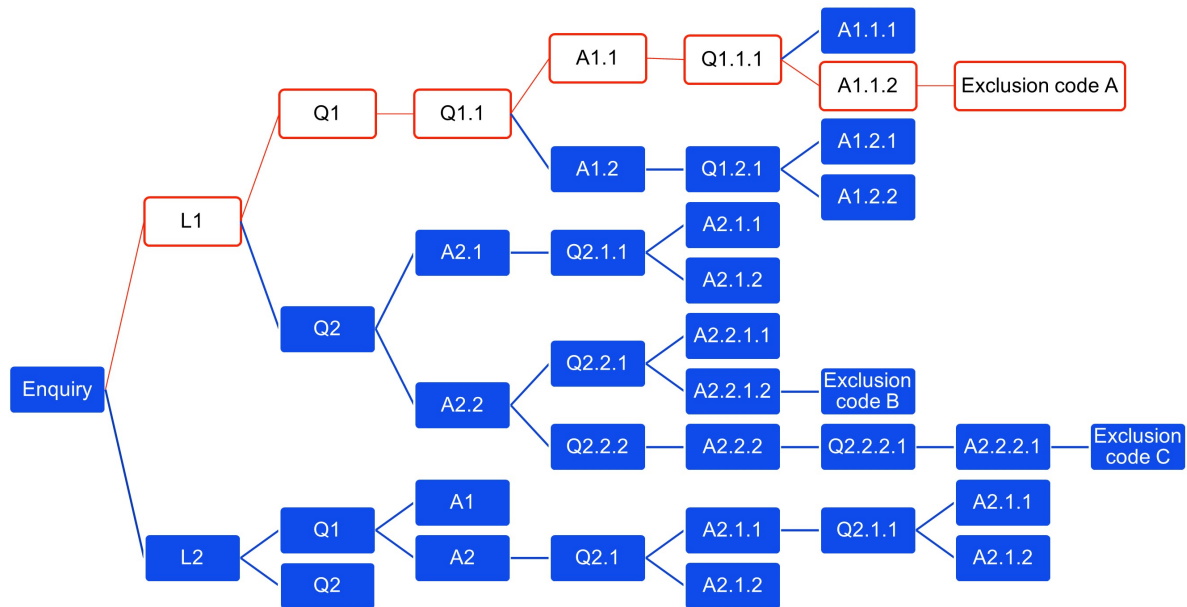 A1.1.1
A1.1
Q1.1.1
A1.1.2
Exclusion code A
Q1
Q1.1
A1.2.1
A1.2
Q1.2.1
A1.2.2
L1
A2.1.1
A2.1
Q2.1.1
A2.1.2
Q2
A2.2.1.1
Q2.2.1
Enquiry
A2.2.1.2
Exclusion
code B
A2.2
Q2.2.2
A2.2.2
Q2.2.2.1
A2.2.2.1
Exclusion
code C
A1
A2.1.1
Q1
A2.1.1
Q2.1.1
L2
A2
Q2.1
A2.1.2
Q2
A2.1.2